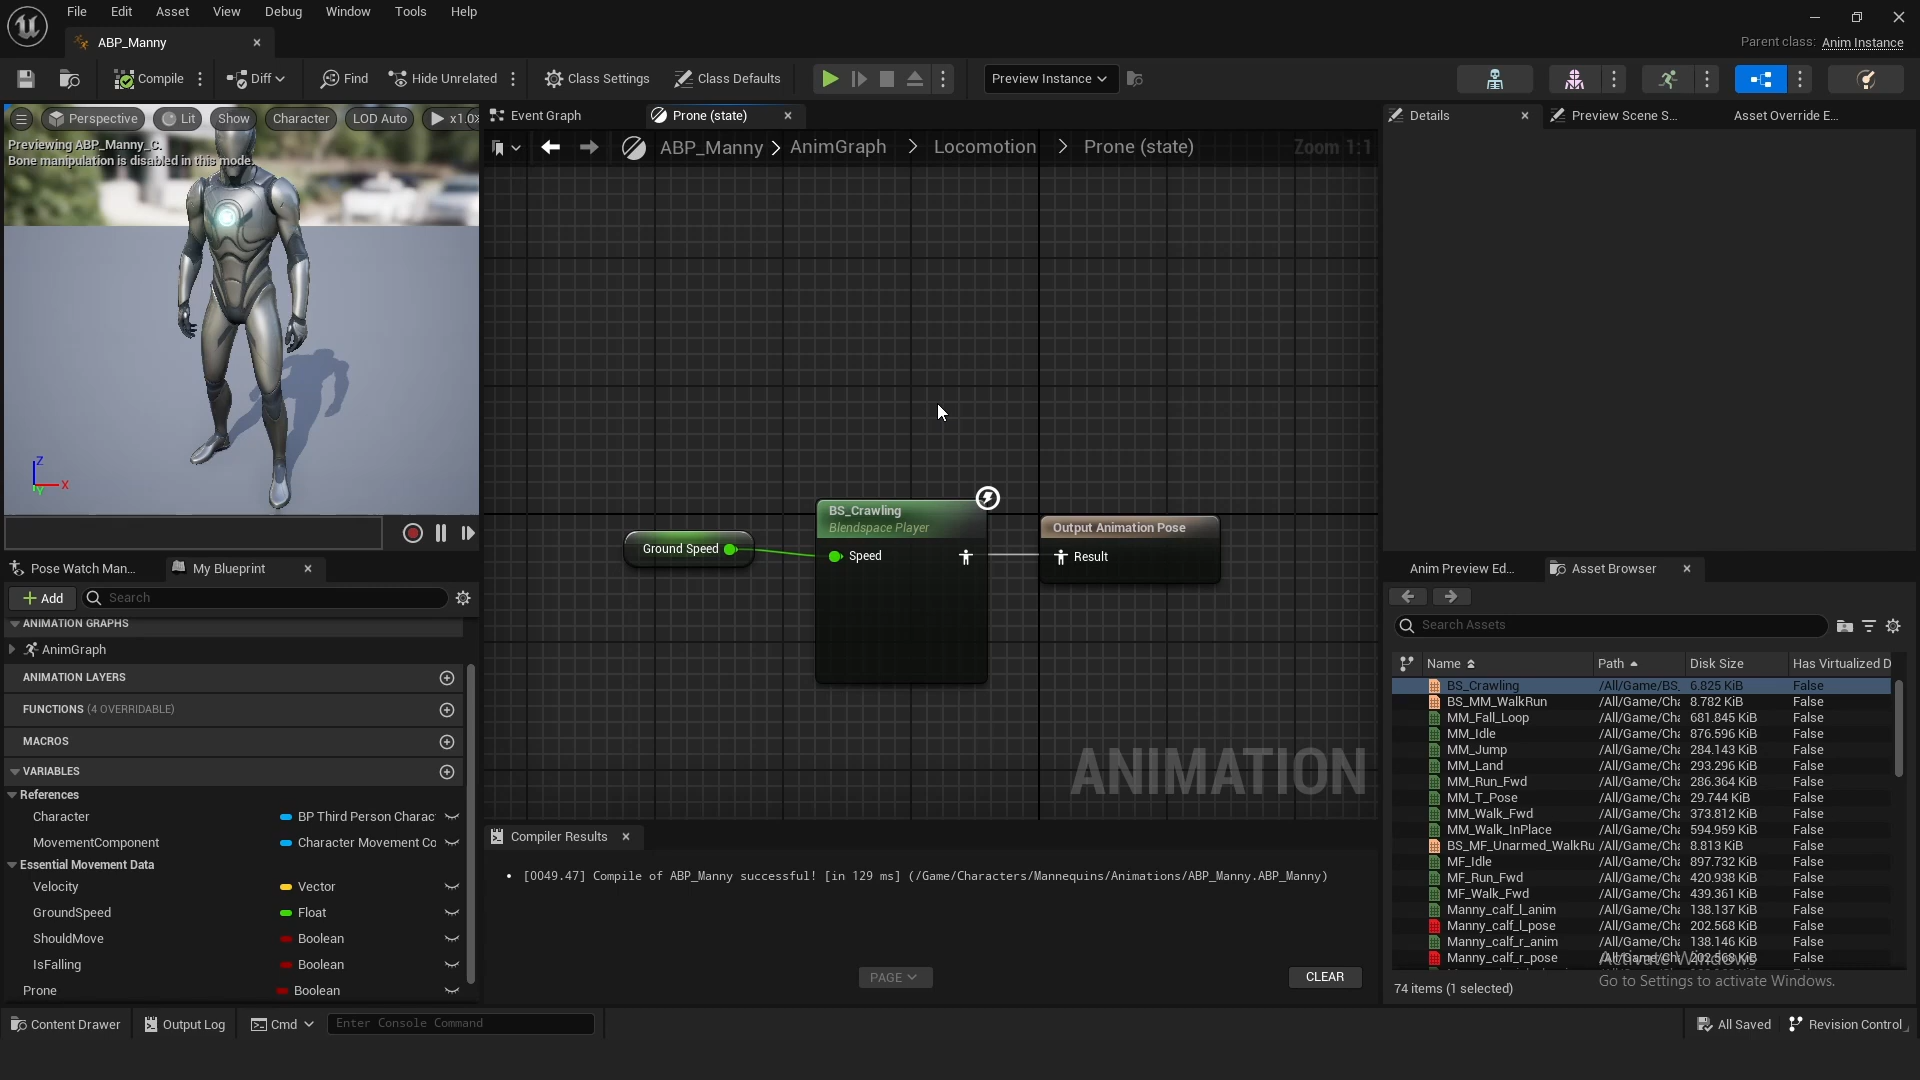 File Edit Asset View Debug Window Tools Help
ABP_Manny
Parent class: Anim Instance
Compile Diff Find Hide Unrelated Class Settings Class Defaults Preview Instance
Perspective Lit Show Character LOD Auto x1.0x
Previewing ABP_Manny_C.
Bone manipulation is disabled in this mode.
Z
X
Y
Event Graph Prone (state)
ABP_Manny > AnimGraph > Locomotion > Prone (state) Zoom 1:1
Ground Speed
BS_Crawling
Blendspace Player
Speed
Output Animation Pose
Result
ANIMATION
Compiler Results
• [0049.47] Compile of ABP_Manny successful! [in 129 ms] (/Game/Characters/Mannequins/Animations/ABP_Manny.ABP_Manny)
PAGE CLEAR
Pose Watch Man... My Blueprint
Add Search
ANIMATION GRAPHS
AnimGraph
ANIMATION LAYERS
FUNCTIONS (4 OVERRIDABLE)
MACROS
VARIABLES
References
Character BP Third Person Charac
MovementComponent Character Movement Co
Essential Movement Data
Velocity Vector
GroundSpeed Float
ShouldMove Boolean
IsFalling Boolean
Prone Boolean
Details Preview Scene S... Asset Override E...
Anim Preview Ed... Asset Browser
Search Assets
Name Path Disk Size Has Virtualized D
BS_Crawling /All/Game/BS_ 6.825 KiB False
BS_MM_WalkRun /All/Game/Cha 8.782 KiB False
MM_Fall_Loop /All/Game/Cha 681.845 KiB False
MM_Idle /All/Game/Cha 876.596 KiB False
MM_Jump /All/Game/Cha 284.143 KiB False
MM_Land /All/Game/Cha 293.296 KiB False
MM_Run_Fwd /All/Game/Cha 286.364 KiB False
MM_T_Pose /All/Game/Cha 29.744 KiB False
MM_Walk_Fwd /All/Game/Cha 373.812 KiB False
MM_Walk_InPlace /All/Game/Cha 594.959 KiB False
BS_MF_Unarmed_WalkRu /All/Game/Cha 8.813 KiB False
MF_Idle /All/Game/Cha 897.732 KiB False
MF_Run_Fwd /All/Game/Cha 420.938 KiB False
MF_Walk_Fwd /All/Game/Cha 439.361 KiB False
Manny_calf_l_anim /All/Game/Cha 138.137 KiB False
Manny_calf_l_pose /All/Game/Cha 202.568 KiB False
Manny_calf_r_anim /All/Game/Cha 138.146 KiB False
Manny_calf_r_pose /All/Game/Cha 202.568 KiB False
Activate Windows
Go to Settings to activate Windows.
74 items (1 selected)
Content Drawer Output Log Cmd Enter Console Command All Saved Revision Control